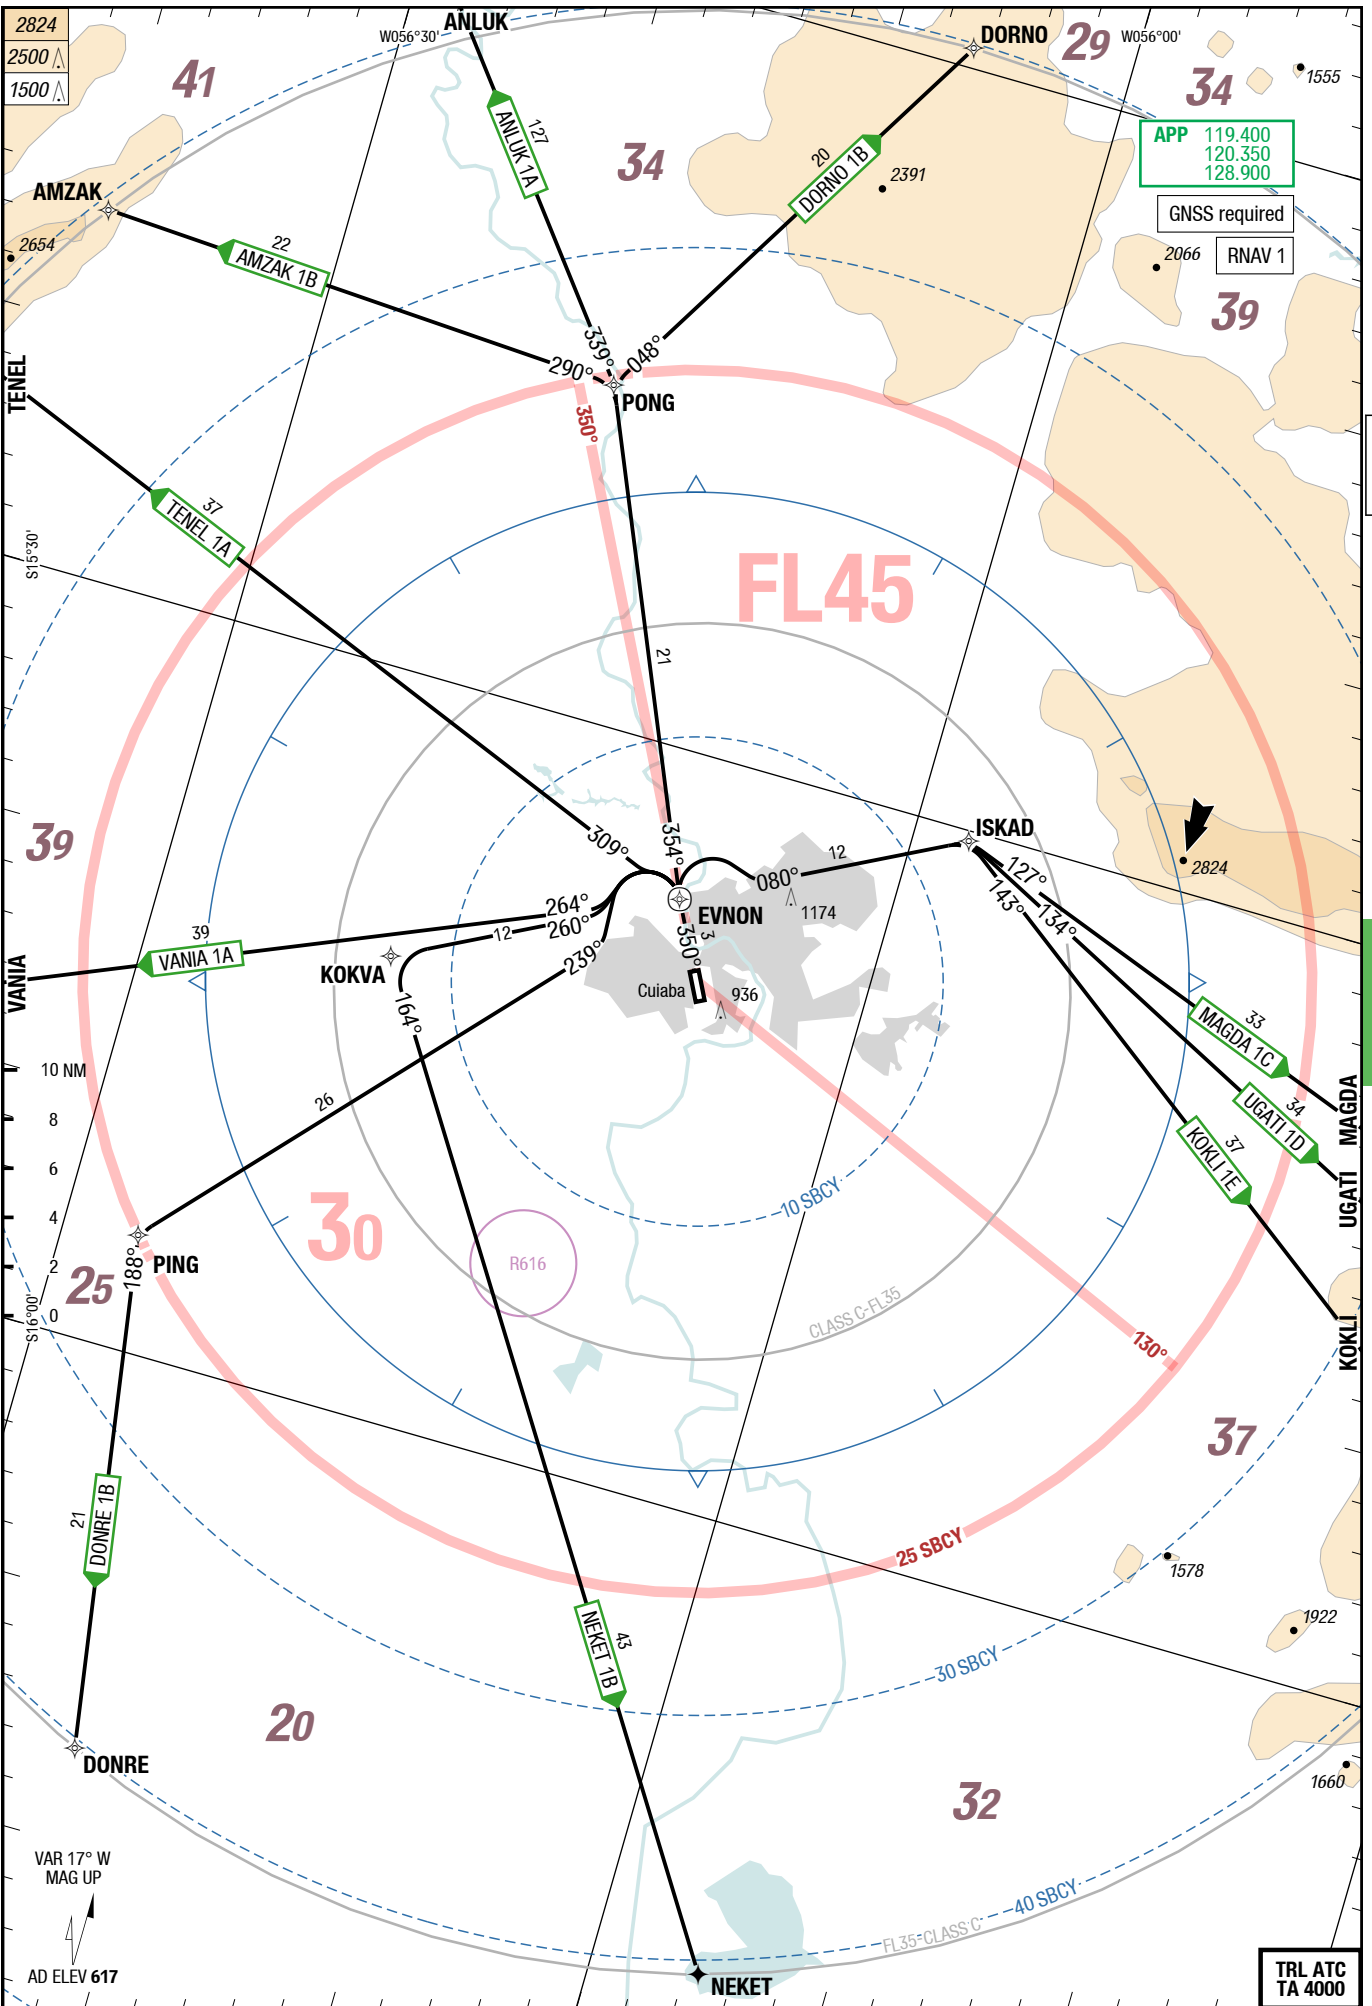 2824
2500
1500
41
W056°30'
ANLUK
DORNO
29
W056°00'
34
1555
APP 119.400
120.350
128.900
GNSS required
RNAV 1
2066
39
127
ANLUK 1A
34
20
DORNO 1B
2391
AMZAK
2654
22
AMZAK 1B
339°
048°
290°
PONG
350°
TENEL
37
TENEL 1A
S15°30'
FL45
21
39
309°
354°
ISKAD
12
080°
127°
143°
134°
2824
1174
EVNON
264°
260°
12
239°
350°
3
39
VANIA 1A
VANIA
KOKVA
164°
Cuiaba
936
33
MAGDA 1C
MAGDA
34
UGATI 1D
UGATI
37
KOKLI 1E
KOKLI
10 NM
8
6
4
2
0
26
10 SBCY
30
R616
CLASS C-FL35
130°
PING
188°
25
S16°00'
37
21
DONRE 1B
25 SBCY
1578
1922
43
NEKET 1B
30 SBCY
20
DONRE
32
1660
VAR 17° W
MAG UP
40 SBCY
FL35-CLASS C
AD ELEV 617
NEKET
TRL ATC
TA 4000